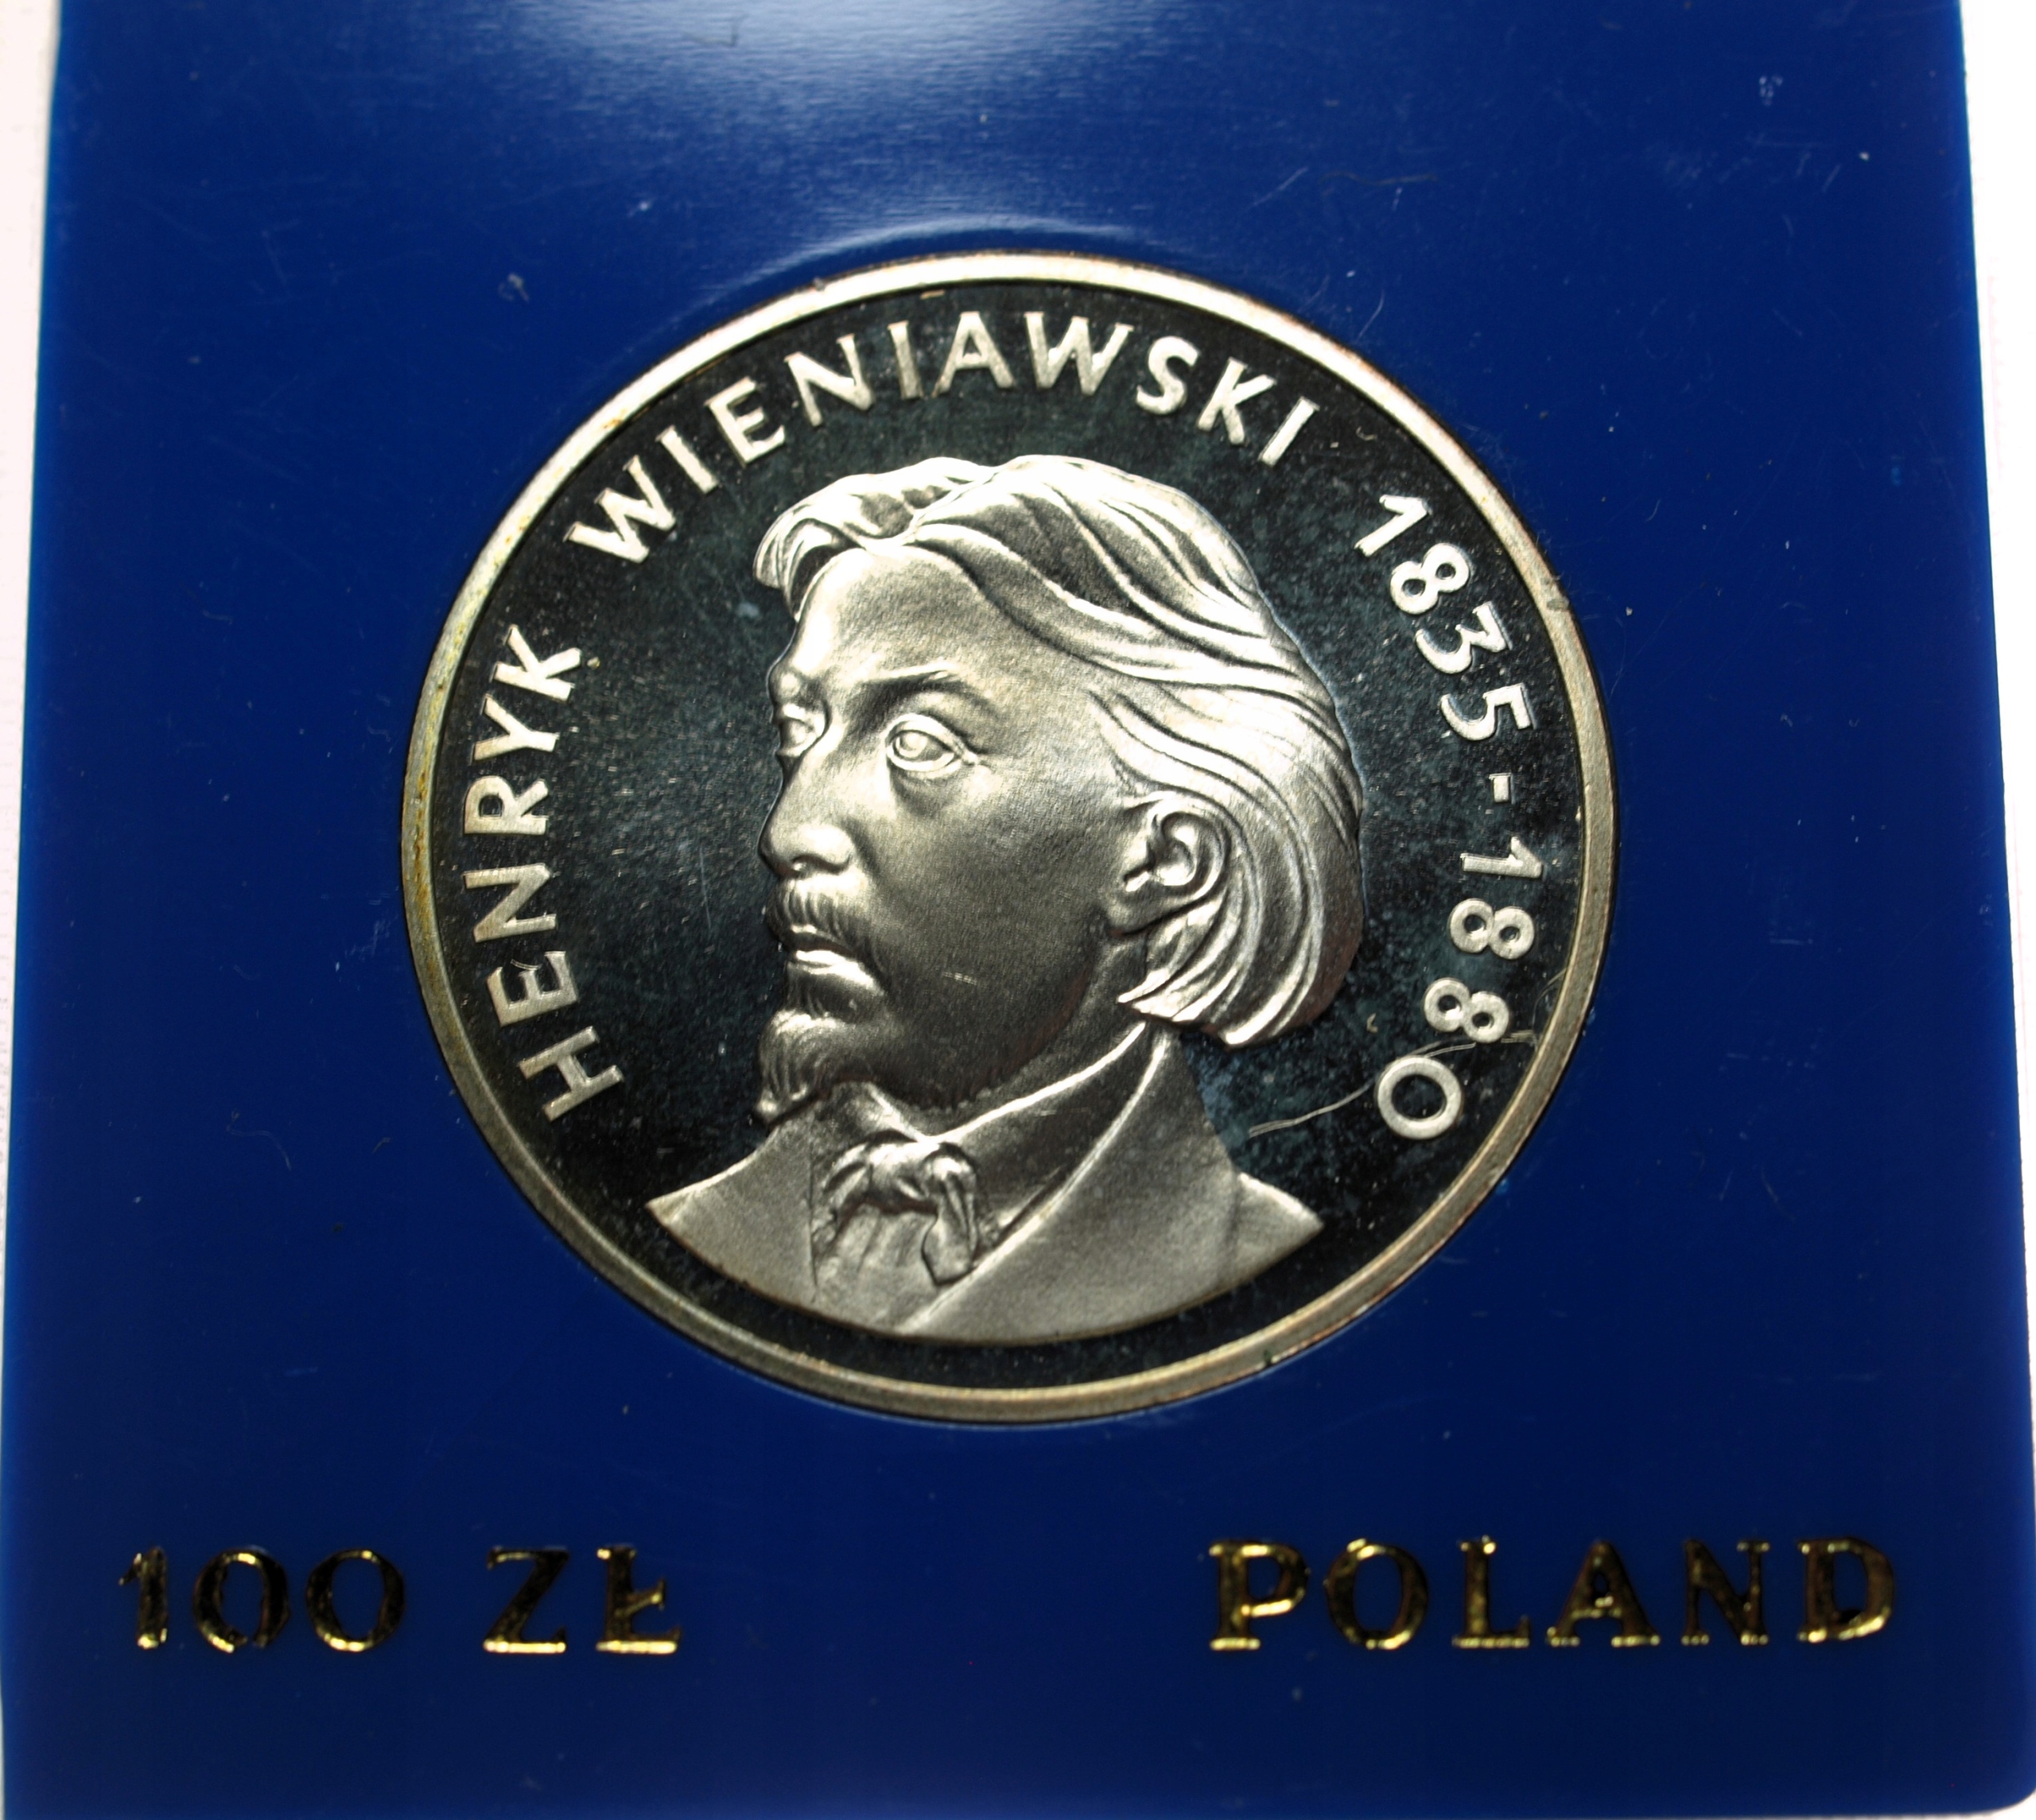 HENRYK WIENIAWSKI 1835-1880
100 ZŁ POLAND